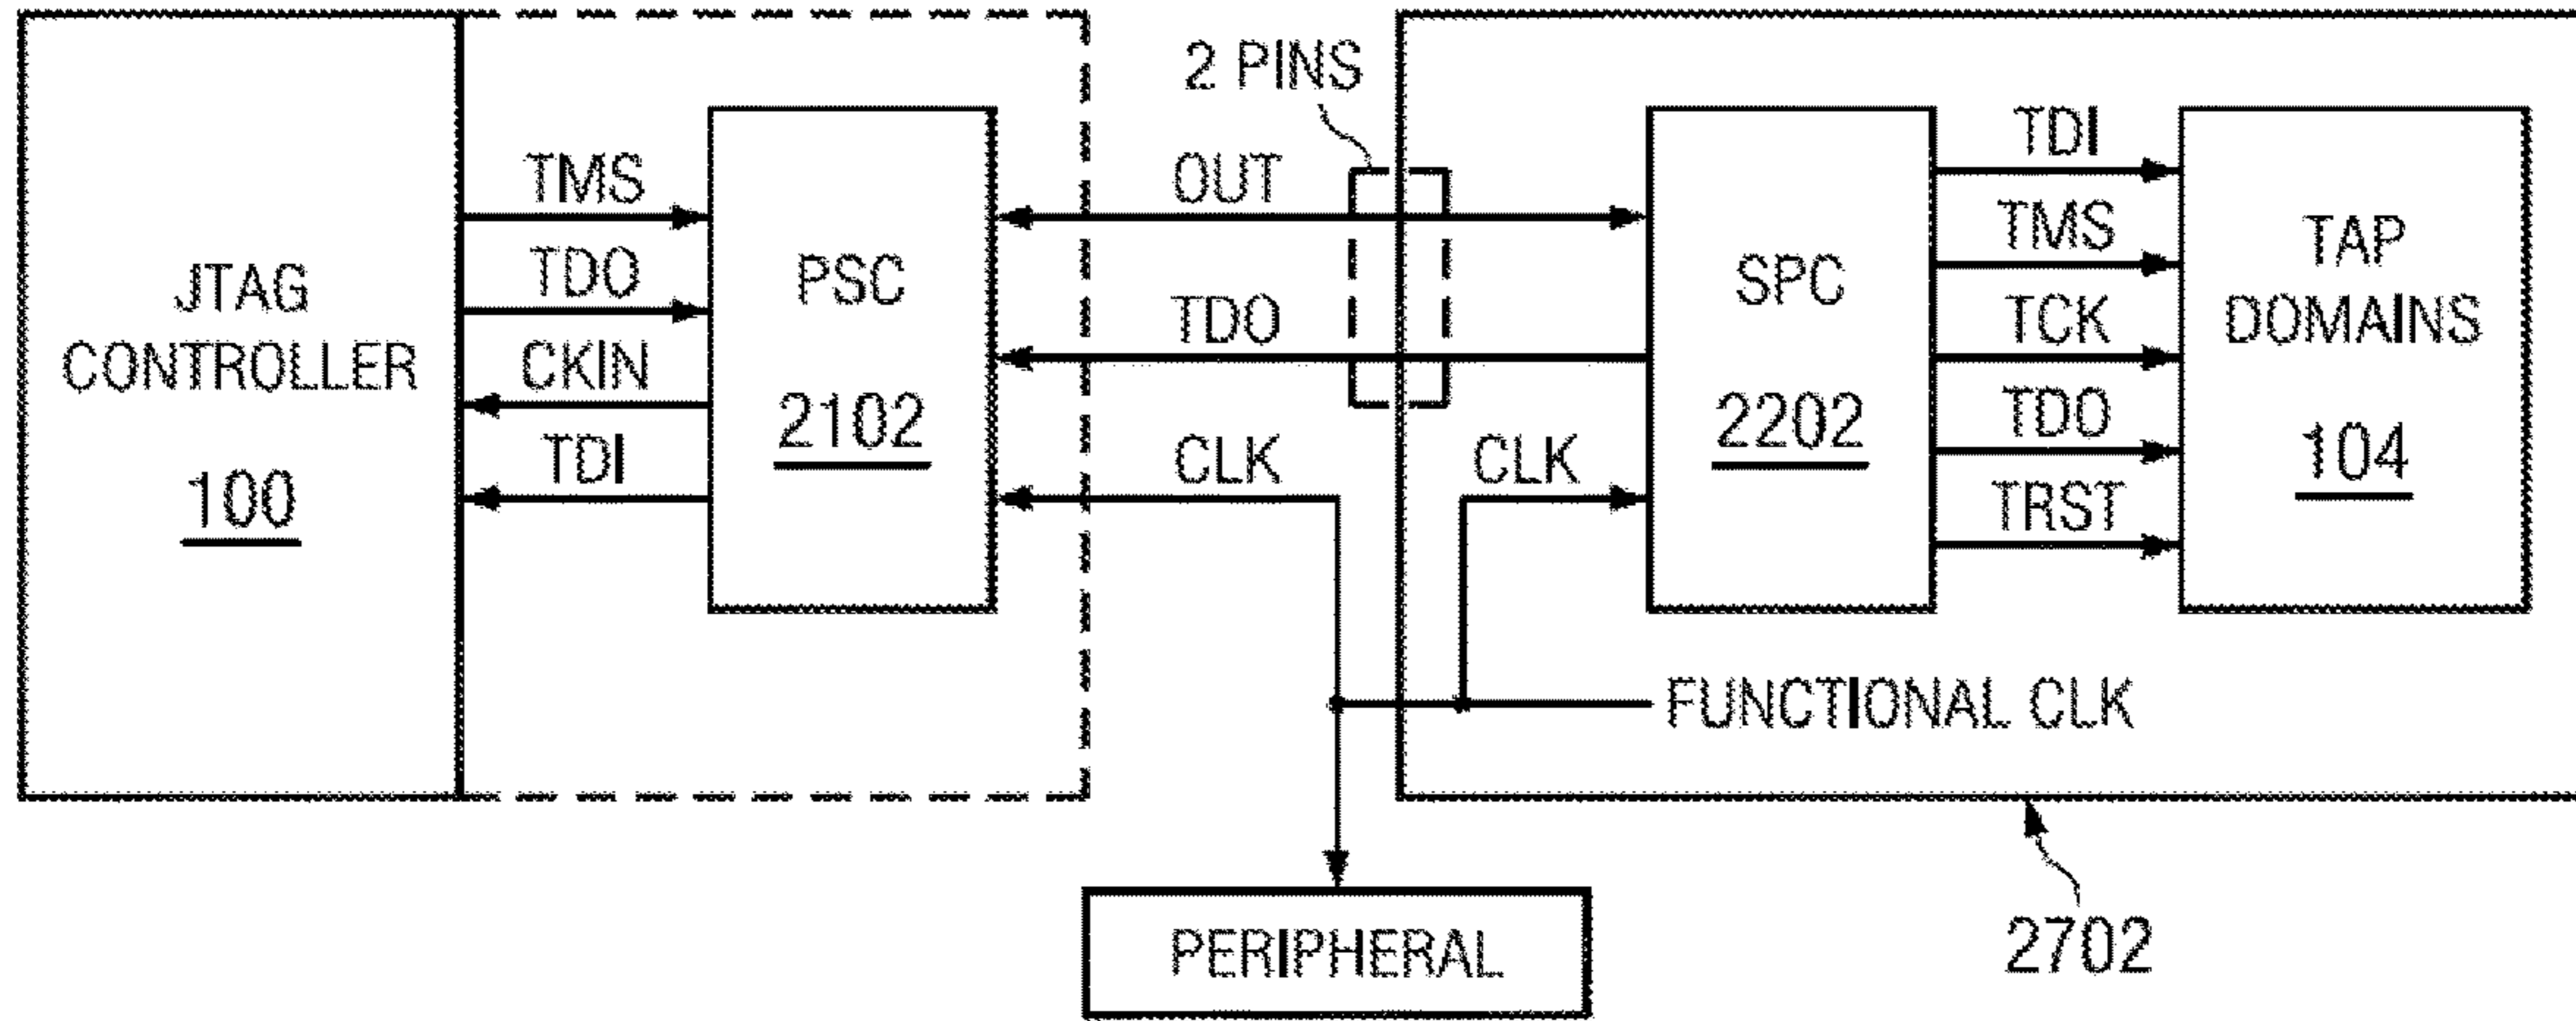 2 PINS
JTAG
CONTROLLER
100
TMS
TDO
CKIN
TDI
PSC
2102
OUT
TDO
CLK
CLK
SPC
2202
TDI
TMS
TCK
TDO
TRST
TAP
DOMAINS
104
FUNCTIONAL CLK
PERIPHERAL
2702